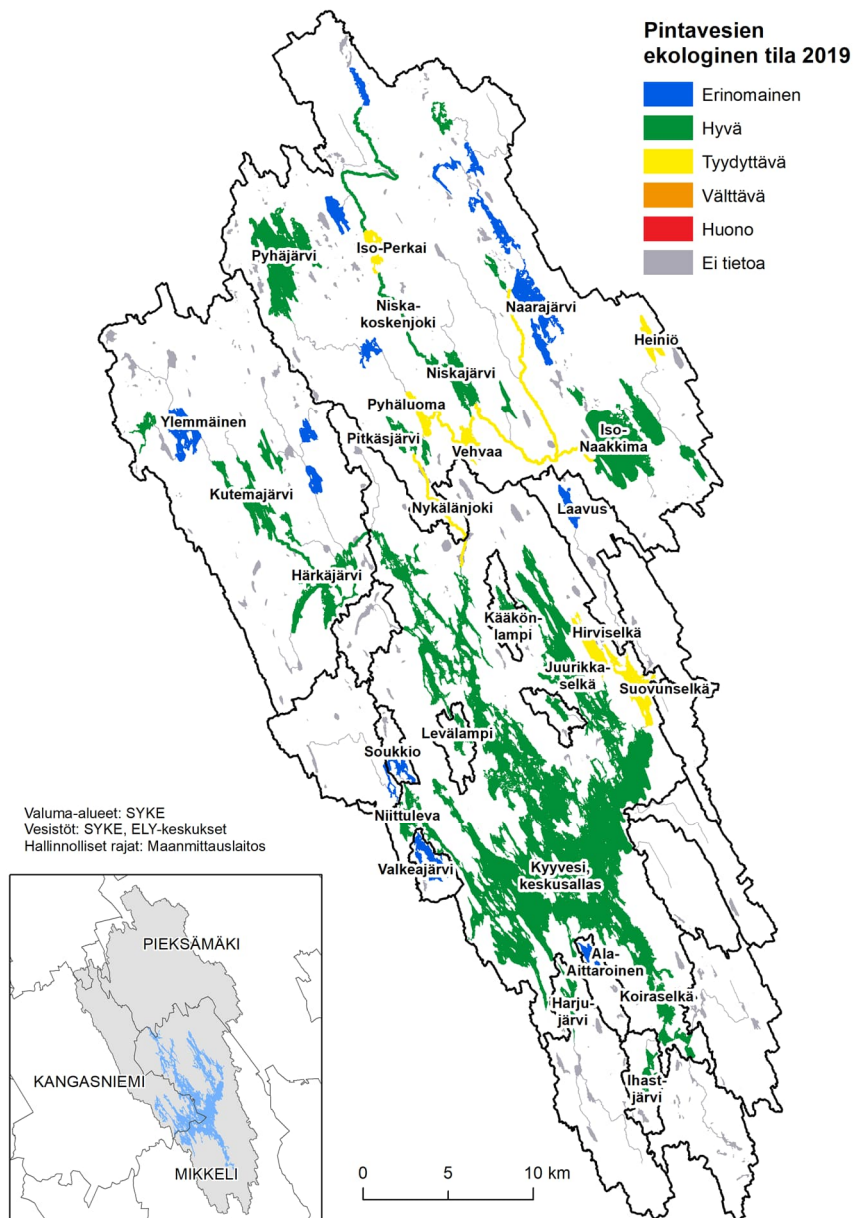 Pintavesien
ekologinen tila 2019
Erinomainen
Hyvä
Tyydyttävä
Välttävä
Huono
Ei tietoa
Pyhäjärvi
Iso-Perkai
Niska-
koskenjoki
Naarajärvi
Heiniö
Niskajärvi
Pyhäluoma
Ylemmäinen
Pitkäsjärvi
Vehvaa
Iso-
Naakkima
Kutemajärvi
Nykälänjoki
Laavus
Härkäjärvi
Kääkön-
lampi
Hirviselkä
Juurikka-
selkä
Suovunselkä
Levälampi
Soukkio
Niittuleva
Valkeajärvi
Kyyvesi,
keskusallas
Ala-
Aittaroinen
Harju-
järvi
Koiraselkä
Ihast-
järvi
Valuma-alueet: SYKE
Vesistöt: SYKE, ELY-keskukset
Hallinnolliset rajat: Maanmittauslaitos
PIEKSÄMÄKI
KANGASNIEMI
MIKKELI
0 5 10 km